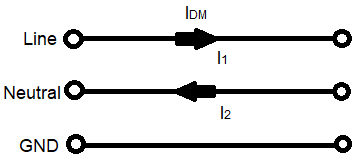 IDM
Line
I1
Neutral
I2
GND